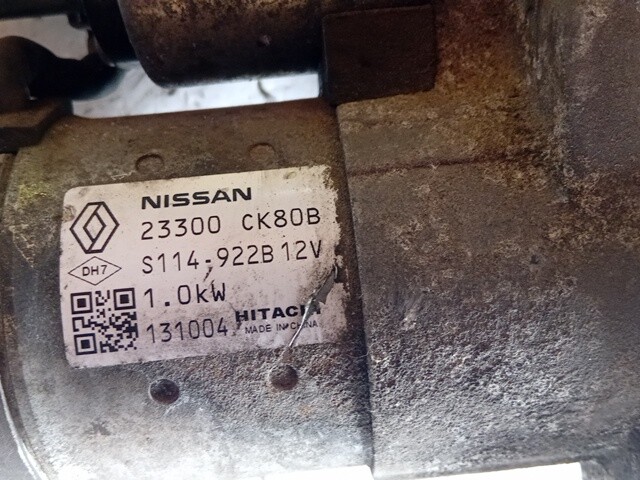 NISSAN
23300 CK80B
DH7
S114-922B 12V
1.0kW
131004 HITACHI
MADE IN CHINA